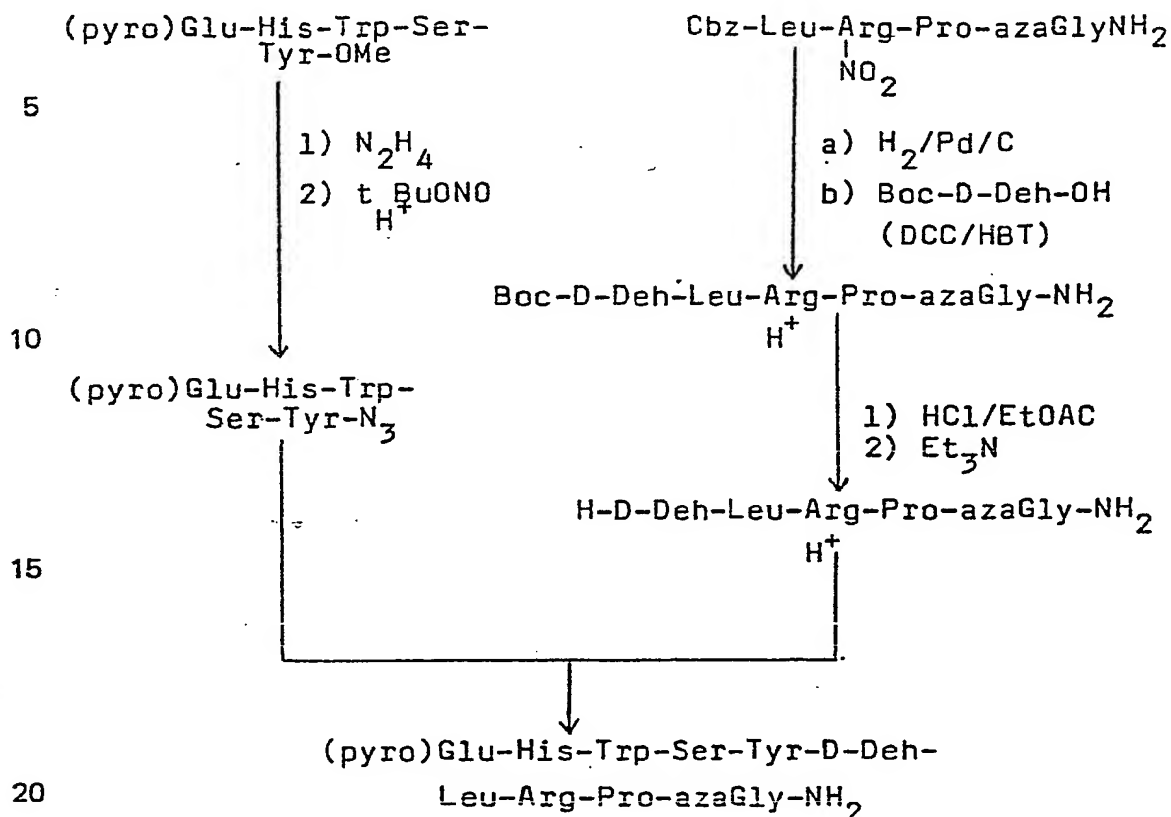 (pyro)Glu-His-Trp-Ser-
Tyr-OMe
Cbz-Leu-Arg-Pro-azaGlyNH2
NO2
5
1) N2H4
2) t BuONO
H+
a) H2/Pd/C
b) Boc-D-Deh-OH
(DCC/HBT)
Boc-D-Deh-Leu-Arg-Pro-azaGly-NH2
H+
10
(pyro)Glu-His-Trp-
Ser-Tyr-N3
1) HCl/EtOAC
2) Et3N
H-D-Deh-Leu-Arg-Pro-azaGly-NH2
H+
15
(pyro)Glu-His-Trp-Ser-Tyr-D-Deh-
Leu-Arg-Pro-azaGly-NH2
20